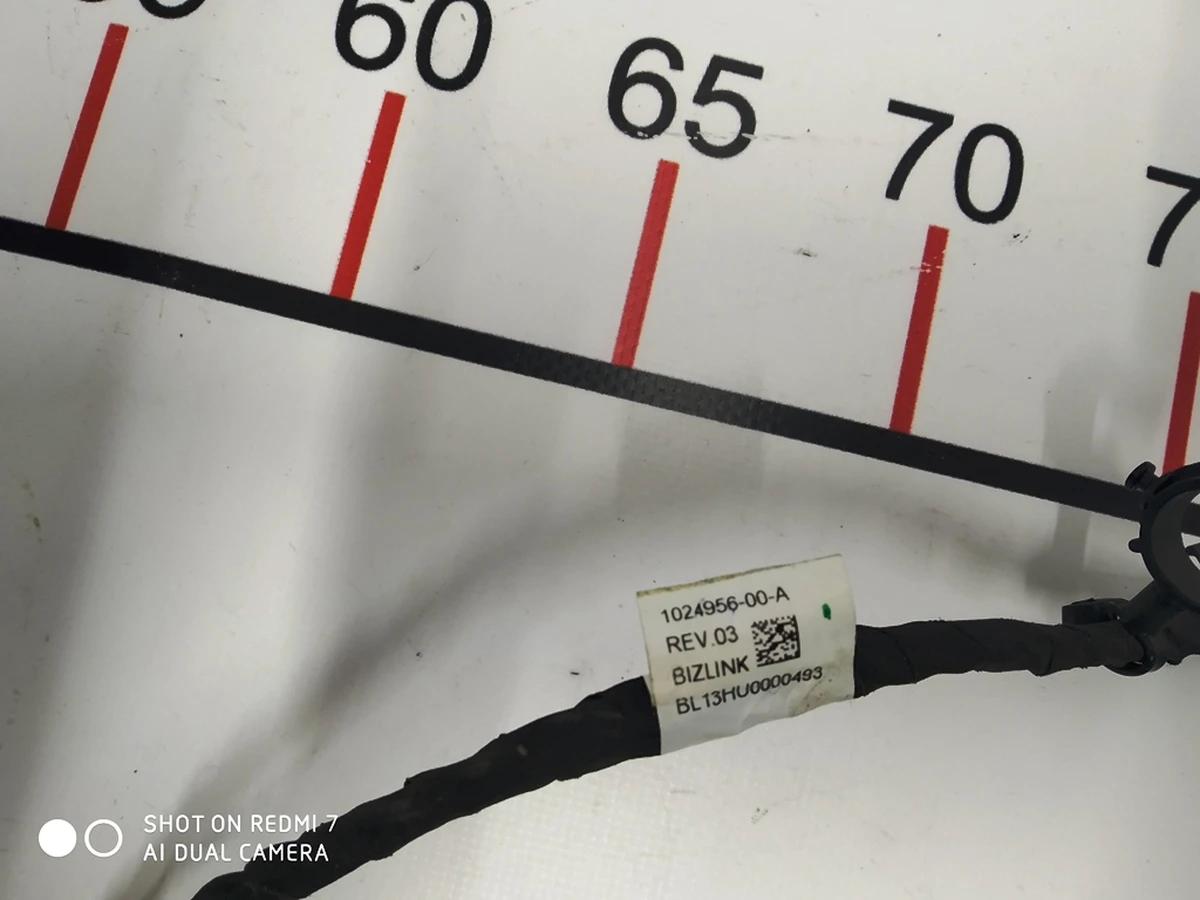 60
65
70
1024956-00-A
REV.03
BIZLINK
BL13HU0000493
SHOT ON REDMI 7
AI DUAL CAMERA